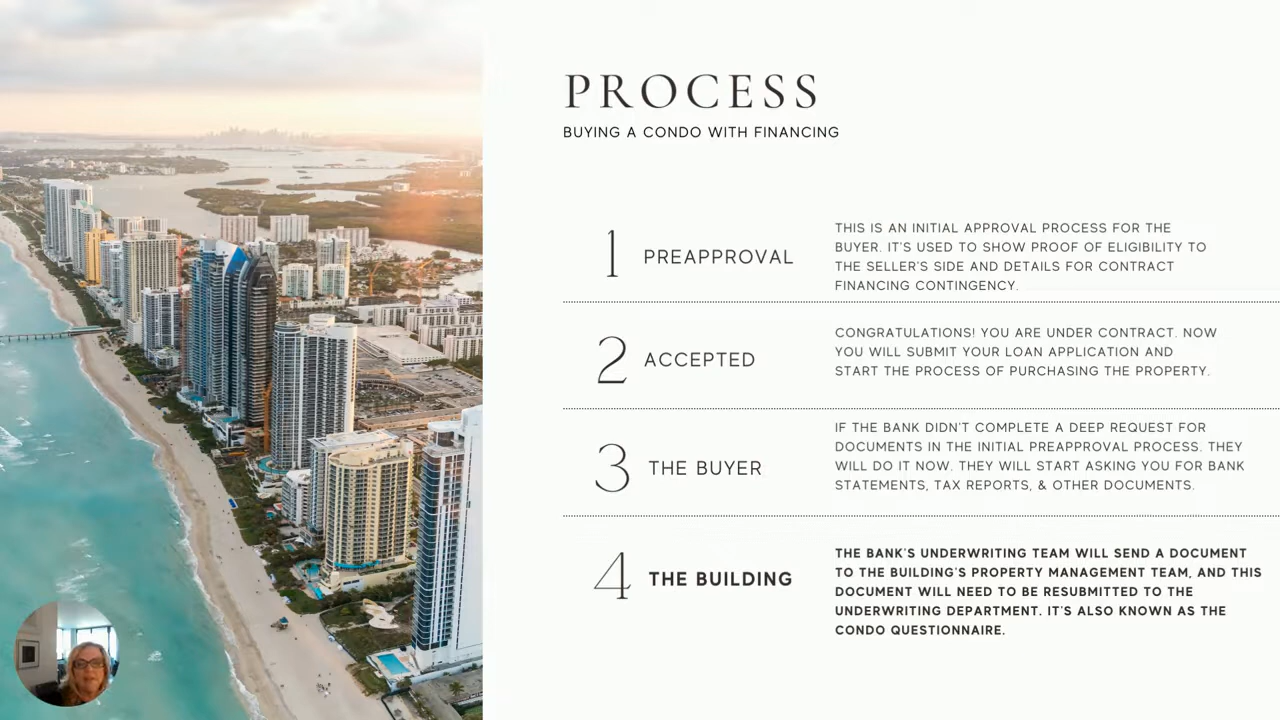 PROCESS
BUYING A CONDO WITH FINANCING
1 PREAPPROVAL
THIS IS AN INITIAL APPROVAL PROCESS FOR THE
BUYER. IT'S USED TO SHOW PROOF OF ELIGIBILITY TO
THE SELLER'S SIDE AND DETAILS FOR CONTRACT
FINANCING CONTINGENCY.
2 ACCEPTED
CONGRATULATIONS! YOU ARE UNDER CONTRACT. NOW
YOU WILL SUBMIT YOUR LOAN APPLICATION AND
START THE PROCESS OF PURCHASING THE PROPERTY.
3 THE BUYER
IF THE BANK DIDN'T COMPLETE A DEEP REQUEST FOR
DOCUMENTS IN THE INITIAL PREAPPROVAL PROCESS. THEY
WILL DO IT NOW. THEY WILL START ASKING YOU FOR BANK
STATEMENTS, TAX REPORTS, & OTHER DOCUMENTS.
4 THE BUILDING
THE BANK'S UNDERWRITING TEAM WILL SEND A DOCUMENT
TO THE BUILDING'S PROPERTY MANAGEMENT TEAM, AND THIS
DOCUMENT WILL NEED TO BE RESUBMITTED TO THE
UNDERWRITING DEPARTMENT. IT'S ALSO KNOWN AS THE
CONDO QUESTIONNAIRE.